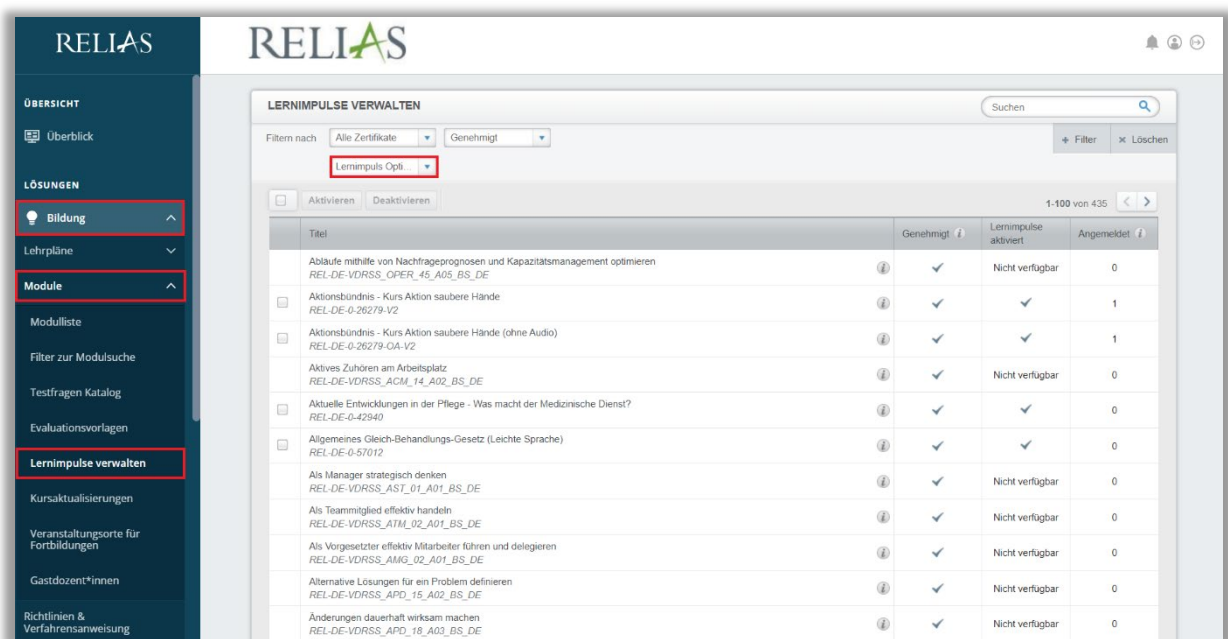 RELIAS
ÜBERSICHT
Überblick
LÖSUNGEN
Bildung
Lehrpläne
Module
Modulliste
Filter zur Modulsuche
Testfragen Katalog
Evaluationsvorlagen
Lernimpulse verwalten
Kursaktualisierungen
Veranstaltungsorte für
Fortbildungen
Gastdozent*innen
Richtlinien &
Verfahrensanweisung
RELIAS
LERNIMPULSE VERWALTEN
Suchen
Filtern nach Alle Zertifikate Genehmigt
+ Filter × Löschen
Lernimpuls Opti...
Aktivieren Deaktivieren
1-100 von 435 < >
Titel Genehmigt i Lernimpulse aktiviert Angemeldet i
Abläufe mithilfe von Nachfrageprognosen und Kapazitätsmanagement optimieren
REL-DE-VDRSS_OPER_45_A05_BS_DE
i Nicht verfügbar 0
Aktionsbündnis - Kurs Aktion saubere Hände
REL-DE-0-26279-V2
i 1
Aktionsbündnis - Kurs Aktion saubere Hände (ohne Audio)
REL-DE-0-26279-OA-V2
i 1
Aktives Zuhören am Arbeitsplatz
REL-DE-VDRSS_ACM_14_A02_BS_DE
i Nicht verfügbar 0
Aktuelle Entwicklungen in der Pflege - Was macht der Medizinische Dienst?
REL-DE-0-42940
i 0
Allgemeines Gleich-Behandlungs-Gesetz (Leichte Sprache)
REL-DE-0-57012
i 0
Als Manager strategisch denken
REL-DE-VDRSS_AST_01_A01_BS_DE
i Nicht verfügbar 0
Als Teammitglied effektiv handeln
REL-DE-VDRSS_ATM_02_A01_BS_DE
i Nicht verfügbar 0
Als Vorgesetzter effektiv Mitarbeiter führen und delegieren
REL-DE-VDRSS_AMG_02_A01_BS_DE
i Nicht verfügbar 0
Alternative Lösungen für ein Problem definieren
REL-DE-VDRSS_APD_15_A02_BS_DE
i Nicht verfügbar 0
Änderungen dauerhaft wirksam machen
REL-DE-VDRSS_APD_18_A03_BS_DE
i Nicht verfügbar 0